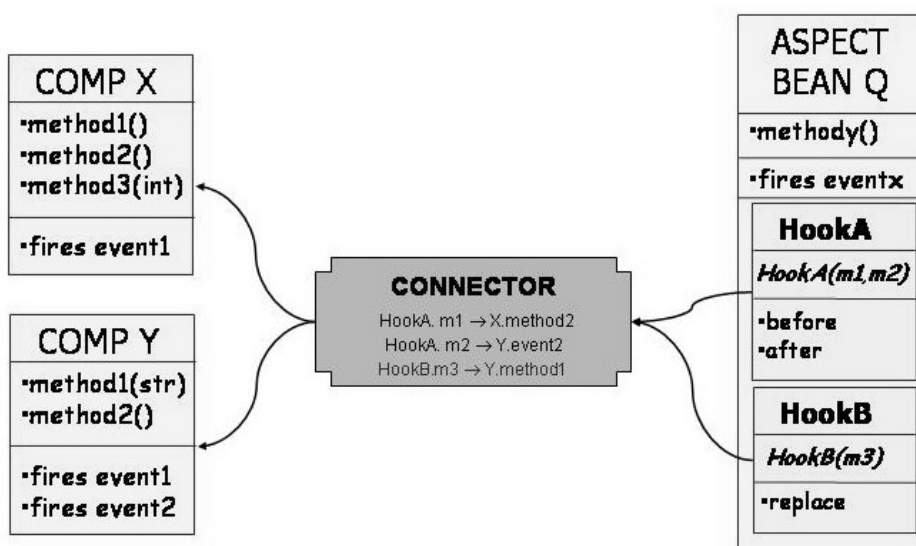 COMP X
•method1()
•method2()
•method3(int)
•fires event1
COMP Y
•method1(str)
•method2()
•fires event1
•fires event2
CONNECTOR
HookA. m1 → X.method2
HookA. m2 → Y.event2
HookB.m3 → Y.method1
ASPECT
BEAN Q
•methody()
•fires eventx
HookA
HookA(m1,m2)
•before
•after
HookB
HookB(m3)
•replace